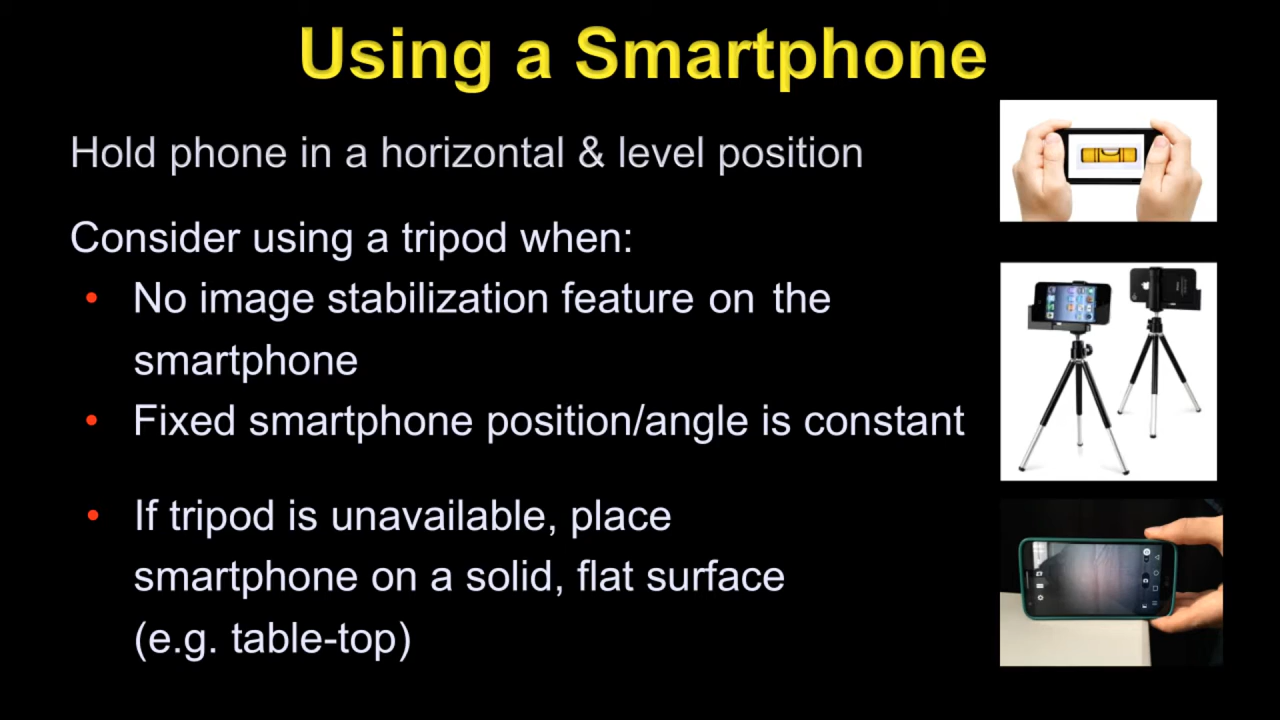 Using a Smartphone
Hold phone in a horizontal & level position
Consider using a tripod when:
• No image stabilization feature on the
smartphone
• Fixed smartphone position/angle is constant
• If tripod is unavailable, place
smartphone on a solid, flat surface
(e.g. table-top)